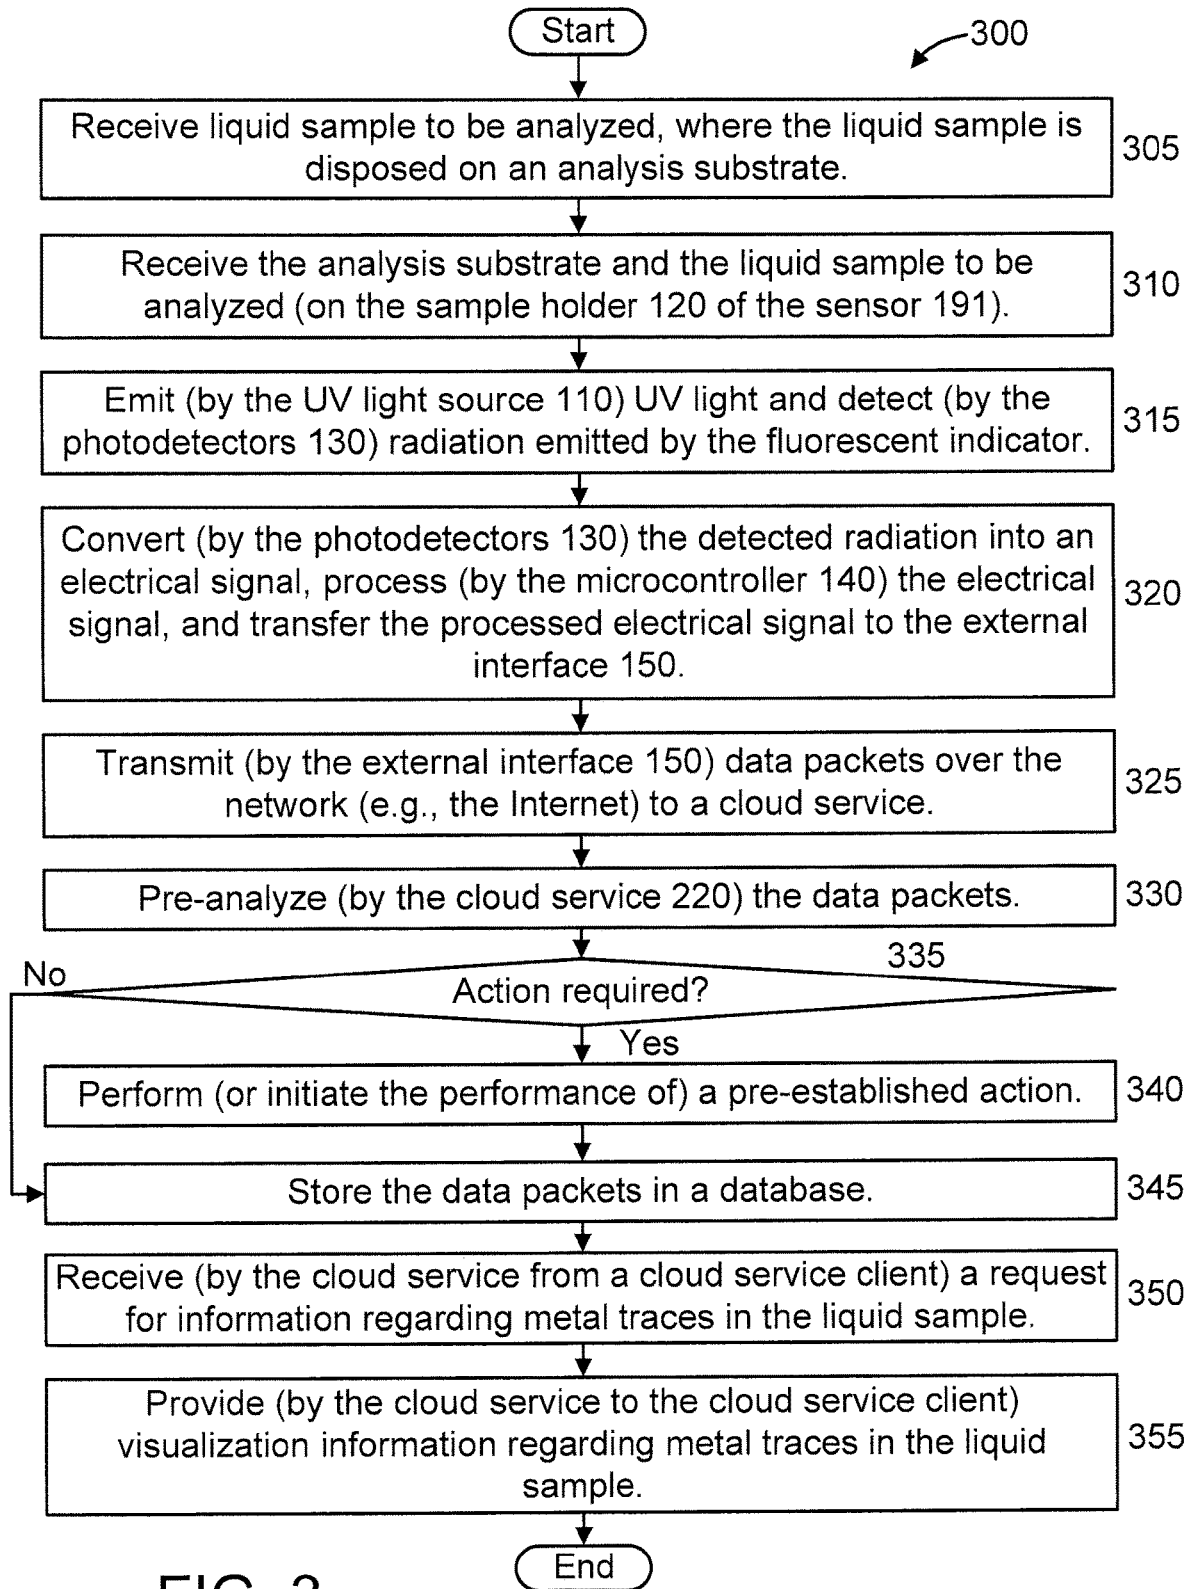 Start
300
Receive liquid sample to be analyzed, where the liquid sample is
disposed on an analysis substrate.
305
Receive the analysis substrate and the liquid sample to be
analyzed (on the sample holder 120 of the sensor 191).
310
Emit (by the UV light source 110) UV light and detect (by the
photodetectors 130) radiation emitted by the fluorescent indicator.
315
Convert (by the photodetectors 130) the detected radiation into an
electrical signal, process (by the microcontroller 140) the electrical
signal, and transfer the processed electrical signal to the external
interface 150.
320
Transmit (by the external interface 150) data packets over the
network (e.g., the Internet) to a cloud service.
325
Pre-analyze (by the cloud service 220) the data packets.
330
335
No
Action required?
Yes
Perform (or initiate the performance of) a pre-established action.
340
Store the data packets in a database.
345
Receive (by the cloud service from a cloud service client) a request
for information regarding metal traces in the liquid sample.
350
Provide (by the cloud service to the cloud service client)
visualization information regarding metal traces in the liquid
sample.
355
End